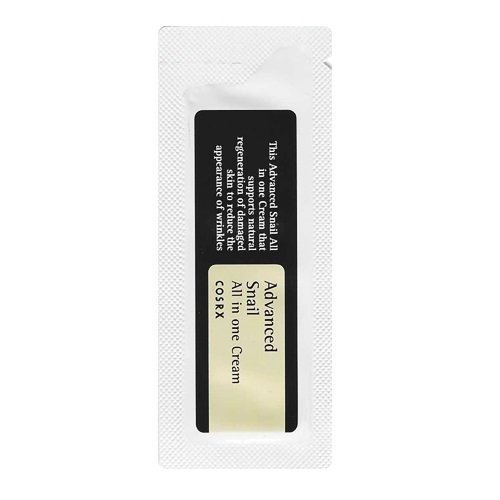 This Advanced Snail All
in one Cream that
supports natural
regeneration of damaged
skin to reduce the
appearance of wrinkles
Advanced
Snail
All in one Cream
COSRX